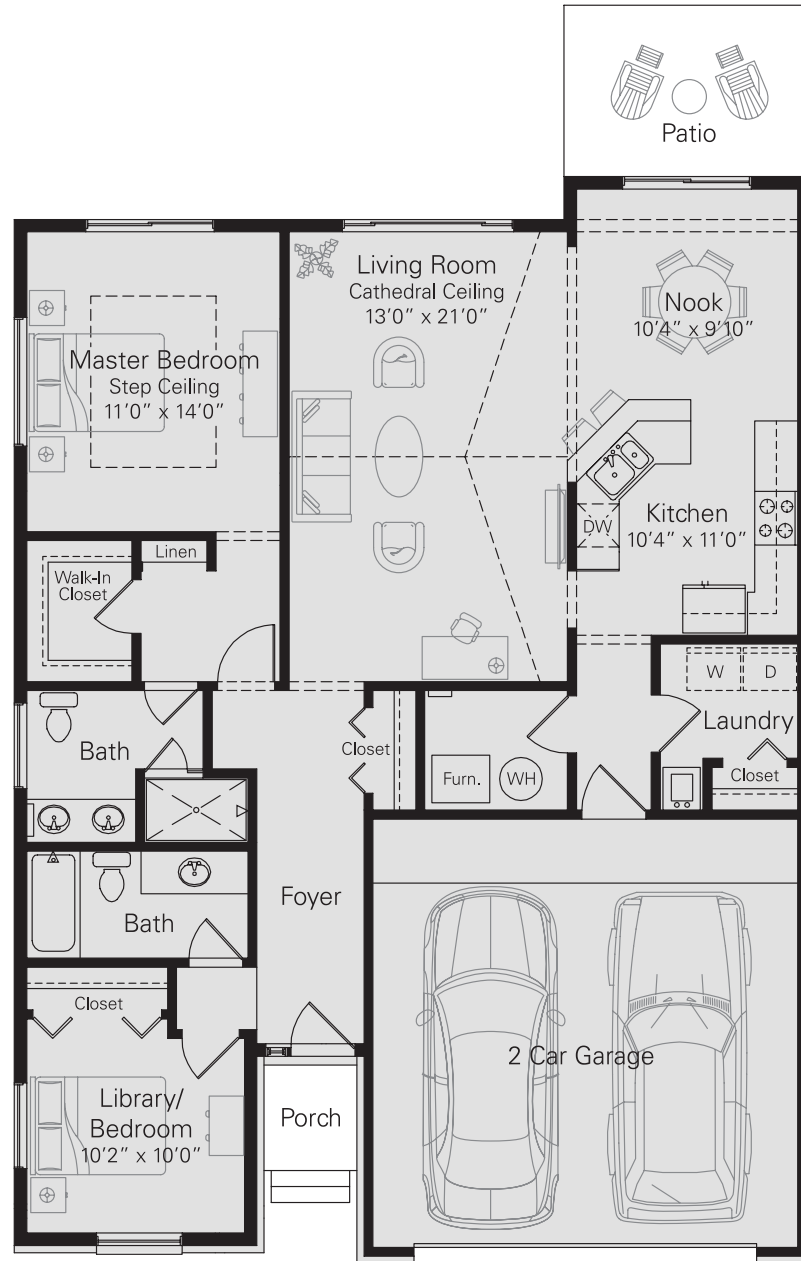 Patio
Living Room
Cathedral Ceiling
13'0" x 21'0"
Nook
10'4" x 9'10"
Master Bedroom
Step Ceiling
11'0" x 14'0"
Kitchen
10'4" x 11'0"
DW
Linen
Walk-In
Closet
W
D
Laundry
Closet
Bath
Closet
Furn.
WH
Foyer
Bath
Closet
2 Car Garage
Library/
Bedroom
10'2" x 10'0"
Porch